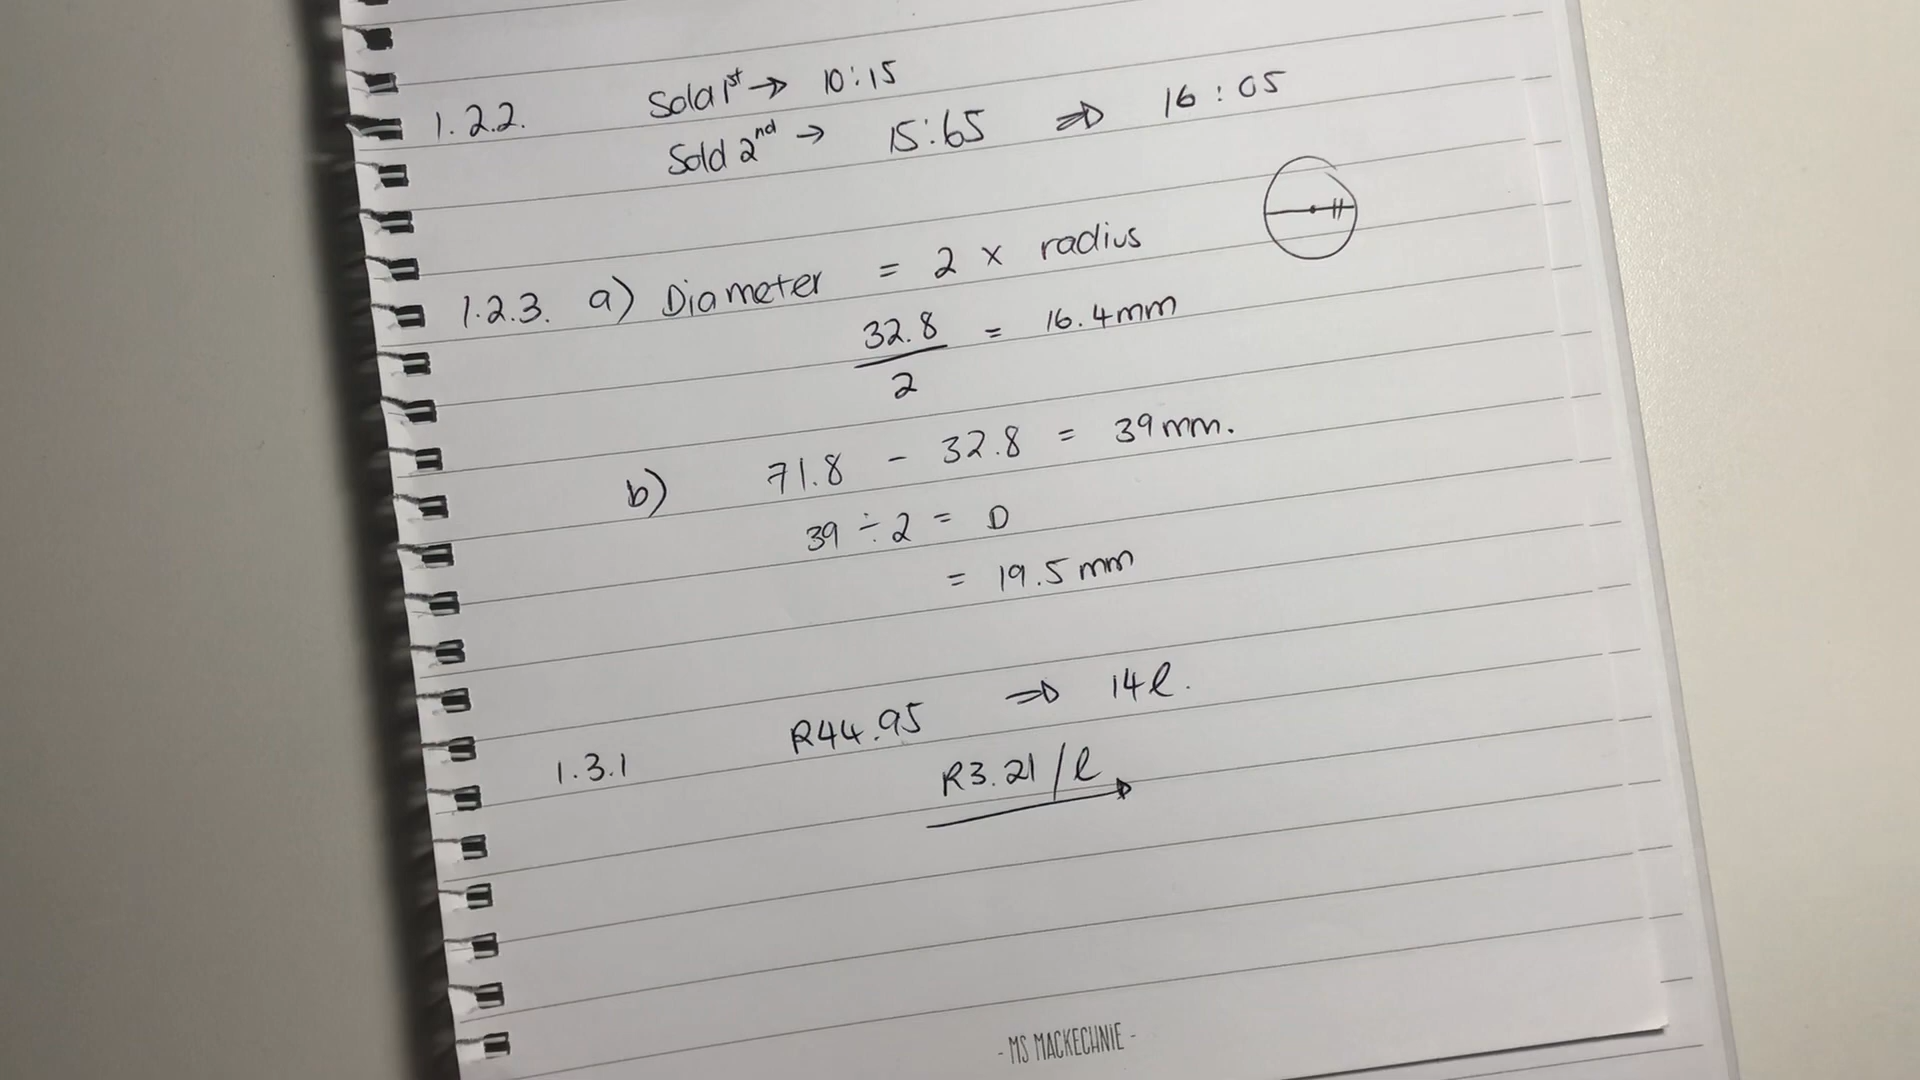 1.2.2. Sold 1st → 10:15
Sold 2nd → 15:65 ⇒ 16:05
1.2.3. a) Diameter = 2 x radius
32.8 = 16.4mm
2
b) 71.8 - 32.8 = 39mm.
39 ÷ 2 = D
= 19.5mm
1.3.1 R44.95 ⇒ 14l.
R3.21/l
- MS MACKECHNIE -